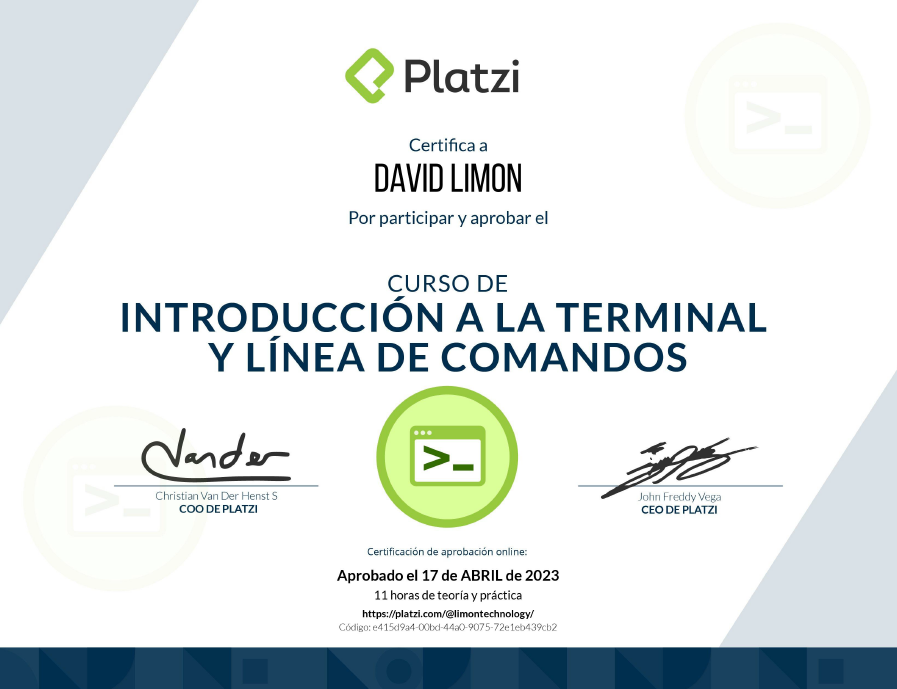 Platzi
Certifica a
DAVID LIMON
Por participar y aprobar el
CURSO DE
INTRODUCCIÓN A LA TERMINAL
Y LÍNEA DE COMANDOS
Vander
Christian Van Der Henst S
COO DE PLATZI
John Freddy Vega
CEO DE PLATZI
Certificación de aprobación online:
Aprobado el 17 de ABRIL de 2023
11 horas de teoría y práctica
https://platzi.com/@limontechnology/
Código: e415d9a4-00bd-44a0-9075-72e1eb439cb2